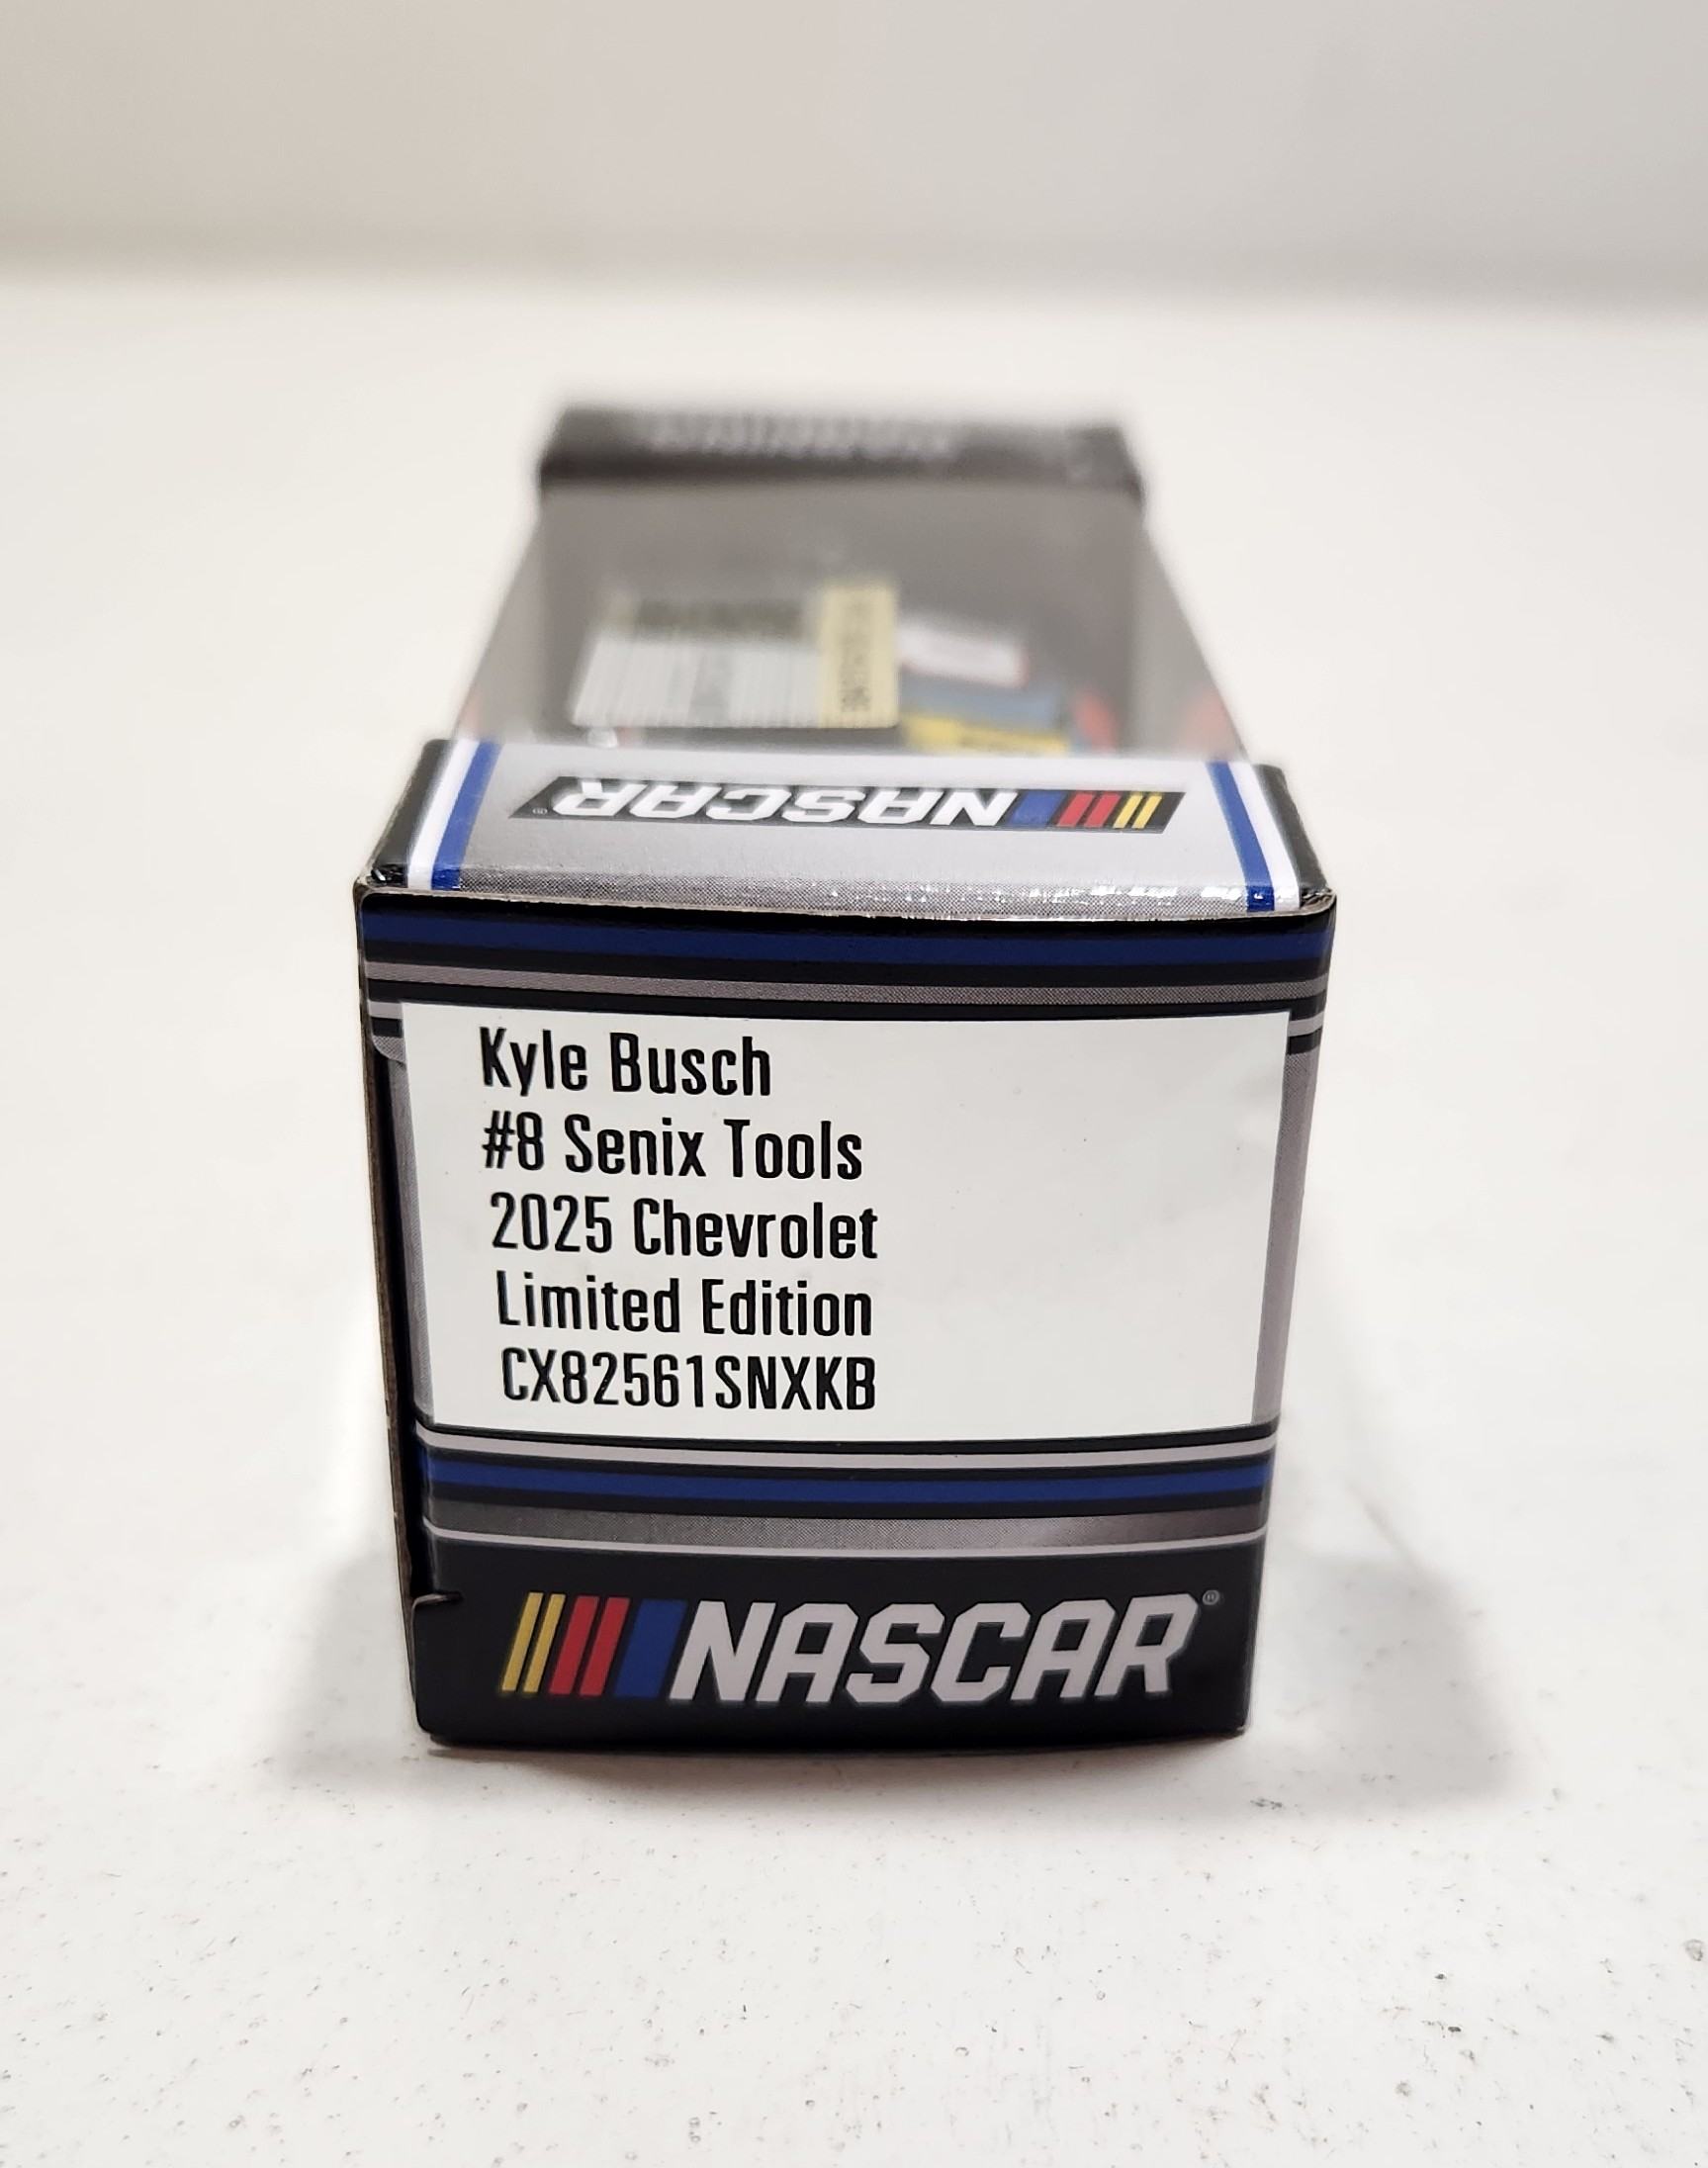 NASCAR®
Kyle Busch
#8 Senix Tools
2025 Chevrolet
Limited Edition
CX82561SNXKB
NASCAR®